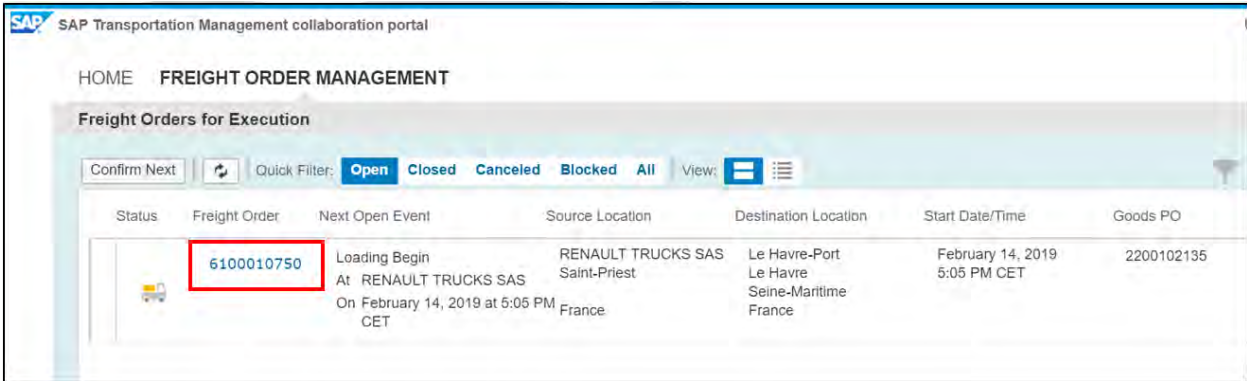 SAP SAP Transportation Management collaboration portal
HOME FREIGHT ORDER MANAGEMENT
Freight Orders for Execution
Confirm Next Quick Filter: Open Closed Canceled Blocked All View:
Status Freight Order Next Open Event Source Location Destination Location Start Date/Time Goods PO
6100010750 Loading Begin RENAULT TRUCKS SAS Le Havre-Port February 14, 2019 2200102135
At RENAULT TRUCKS SAS Saint-Priest Le Havre 5:05 PM CET
On February 14, 2019 at 5:05 PM Seine-Maritime
CET France France